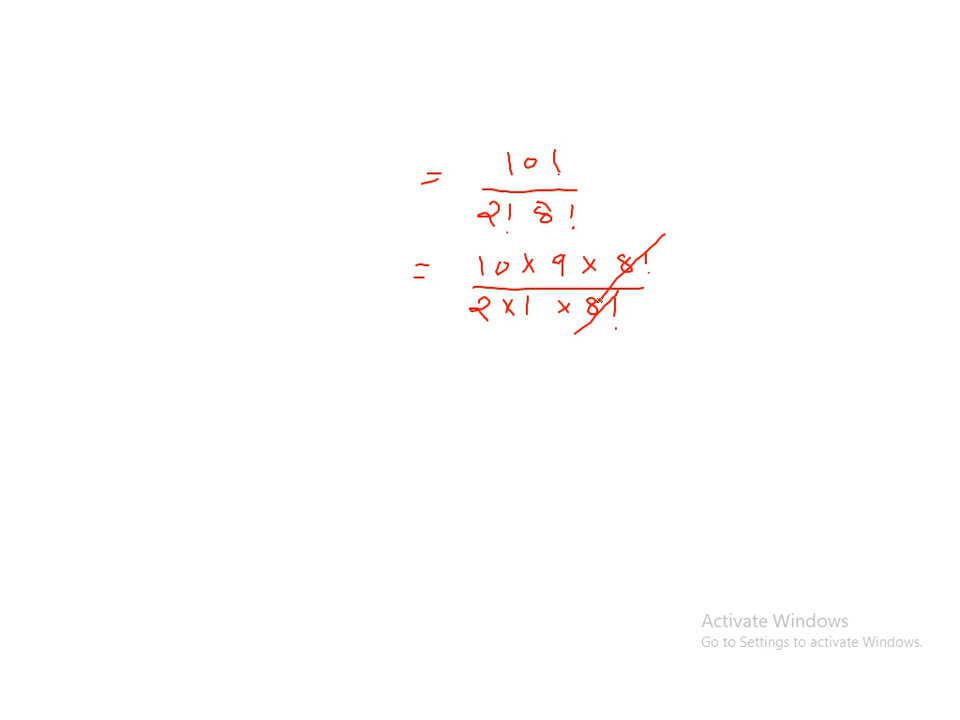 = 10!
2! 8!
= 10 × 9 × 8!
2 × 1 × 8!
Activate Windows
Go to Settings to activate Windows.